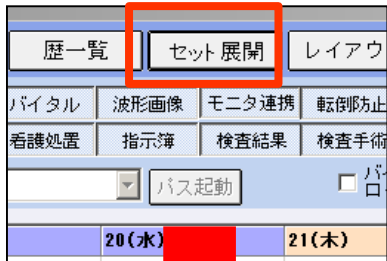 歴一覧 セット展開 レイアウ
バイタル 波形画像 モニタ連携 転倒防止
看護処置 指示簿 検査結果 検査手術
パス起動
20(水) 21(木)